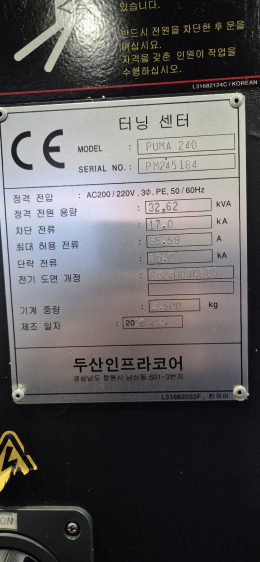 있습니다.
반드시 전원을 차단한 후 문을
여십시요.
자격을 갖춘 인원이 작업을
수행하십시오.
L31682124C / KOREAN
CE
터닝 센터
MODEL : PUMA 240
SERIAL NO. : PM245184
정격 전압 : AC200 / 220V , 3Φ. PE, 50 / 60Hz
정격 전원 용량 : 32.62 kVA
차단 전류 : 17.0 kA
최대 허용 전류 : A
단락 전류 : kA
전기 도면 개정 :
기계 중량 : kg
제조 일자 : 20
두산인프라코어
경상남도 창원시 남산동 601-3번지
L31682053F , 한국어
ON